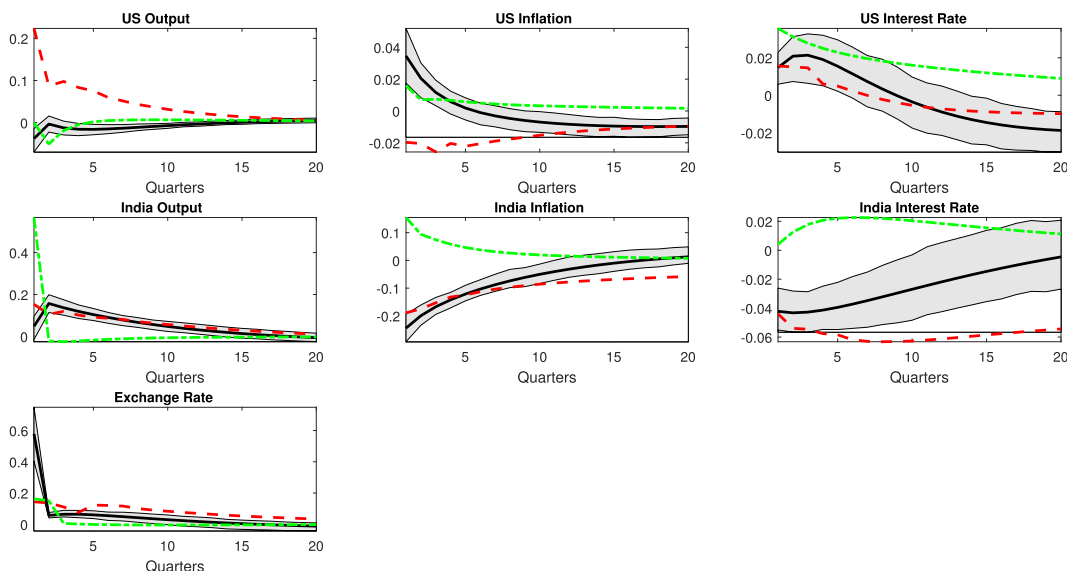 US Output
0.2
0.1
0
5 10 15 20
Quarters
US Inflation
0.04
0.02
0
-0.02
5 10 15 20
Quarters
US Interest Rate
0.02
0
-0.02
5 10 15 20
Quarters
India Output
0.4
0.2
0
5 10 15 20
Quarters
India Inflation
0.1
0
-0.1
-0.2
5 10 15 20
Quarters
India Interest Rate
0.02
0
-0.02
-0.04
-0.06
5 10 15 20
Quarters
Exchange Rate
0.6
0.4
0.2
0
5 10 15 20
Quarters